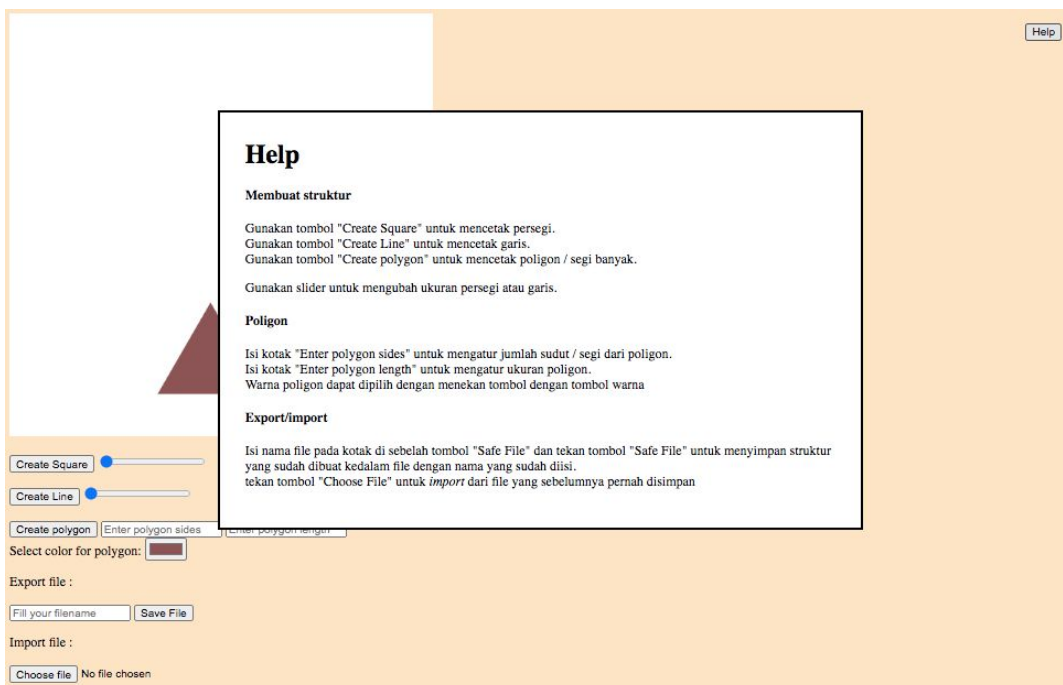 Help
Help
Membuat struktur
Gunakan tombol "Create Square" untuk mencetak persegi.
Gunakan tombol "Create Line" untuk mencetak garis.
Gunakan tombol "Create polygon" untuk mencetak poligon / segi banyak.
Gunakan slider untuk mengubah ukuran persegi atau garis.
Poligon
Isi kotak "Enter polygon sides" untuk mengatur jumlah sudut / segi dari poligon.
Isi kotak "Enter polygon length" untuk mengatur ukuran poligon.
Warna poligon dapat dipilih dengan menekan tombol dengan tombol warna
Export/import
Isi nama file pada kotak di sebelah tombol "Safe File" dan tekan tombol "Safe File" untuk menyimpan struktur
yang sudah dibuat kedalam file dengan nama yang sudah diisi.
tekan tombol "Choose File" untuk import dari file yang sebelumnya pernah disimpan
Create Square
Create Line
Create polygon Enter polygon sides Enter polygon length
Select color for polygon:
Export file :
Fill your filename Save File
Import file :
Choose file No file chosen